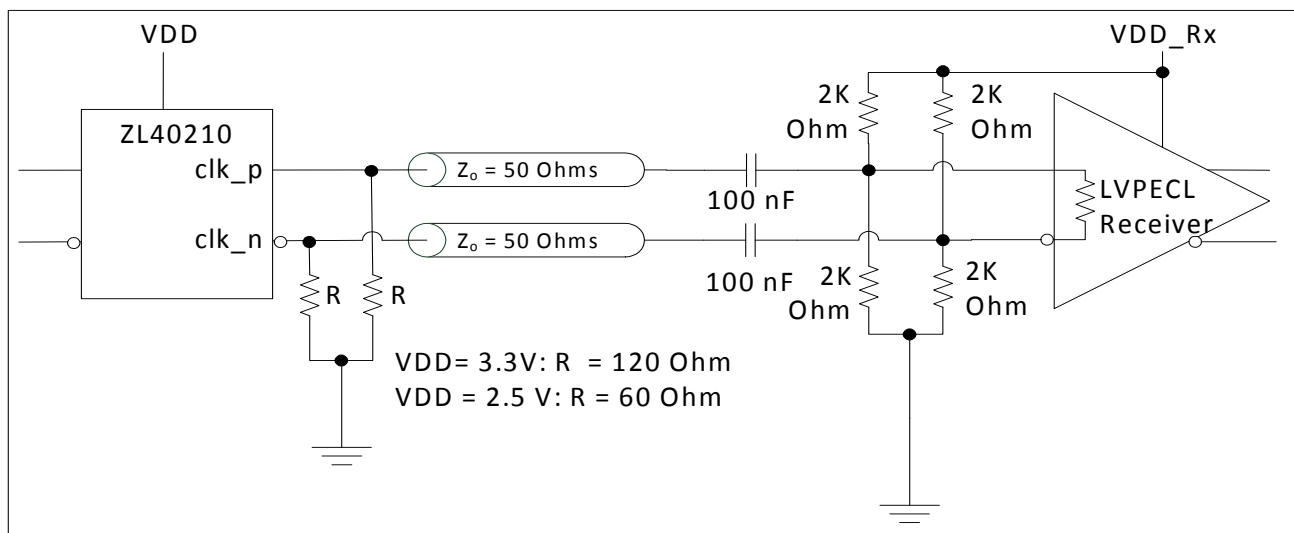 VDD
VDD_Rx
ZL40210
clk_p
clk_n
Zo = 50 Ohms
Zo = 50 Ohms
100 nF
100 nF
2K
Ohm
2K
Ohm
2K
Ohm
2K
Ohm
LVPECL
Receiver
R
R
VDD= 3.3V: R = 120 Ohm
VDD = 2.5 V: R = 60 Ohm